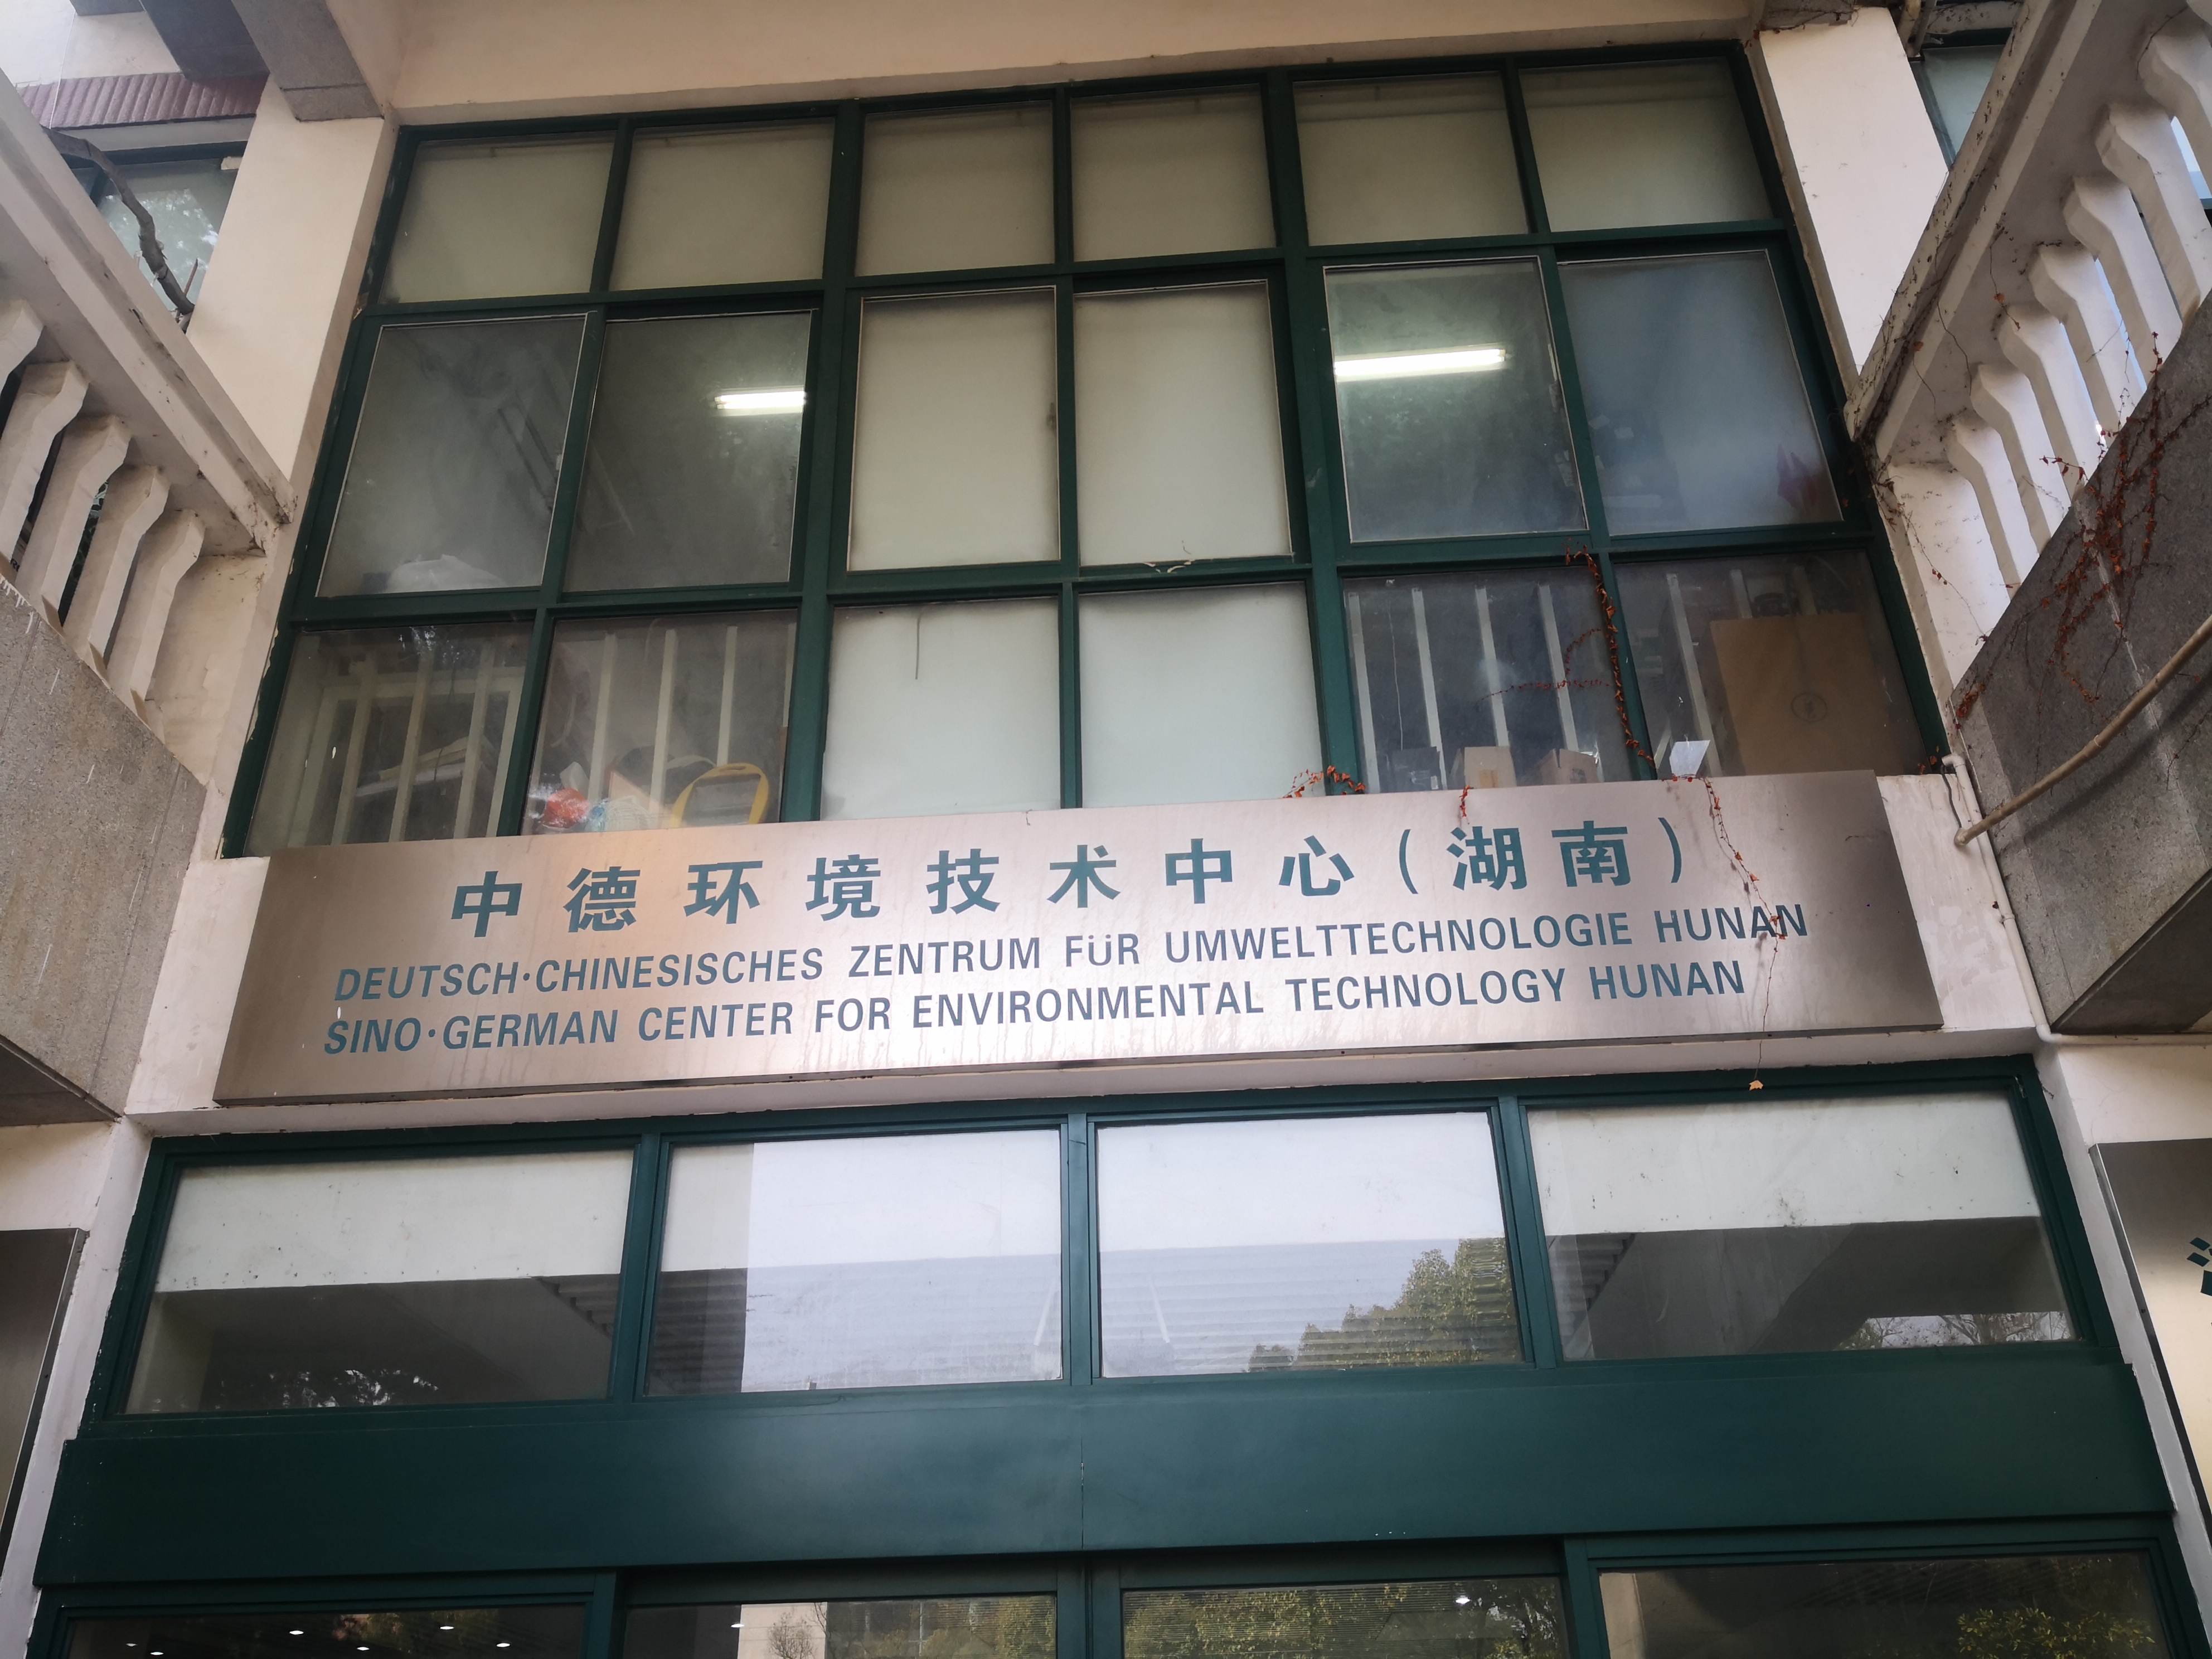 中德环境技术中心(湖南)
DEUTSCH·CHINESISCHES ZENTRUM FÜR UMWELTTECHNOLOGIE HUNAN
SINO·GERMAN CENTER FOR ENVIRONMENTAL TECHNOLOGY HUNAN